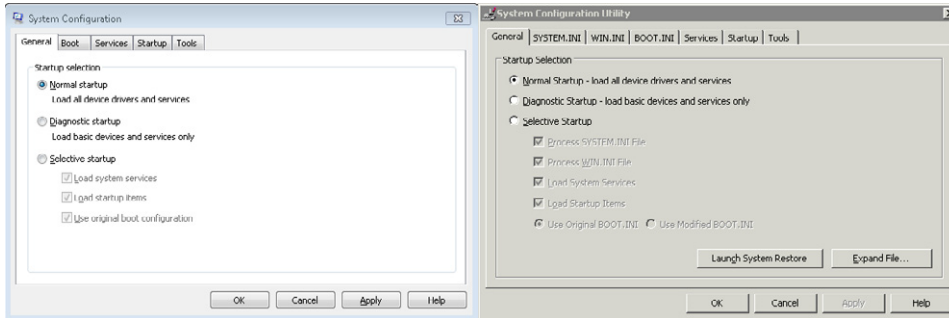 System Configuration
General Boot Services Startup Tools
Startup selection
Normal startup
Load all device drivers and services
Diagnostic startup
Load basic devices and services only
Selective startup
Load system services
Load startup items
Use original boot configuration
OK Cancel Apply Help
System Configuration Utility
General SYSTEM.INI WIN.INI BOOT.INI Services Startup Tools
Startup Selection
Normal Startup - load all device drivers and services
Diagnostic Startup - load basic devices and services only
Selective Startup
Process SYSTEM.INI File
Process WIN.INI File
Load System Services
Load Startup Items
Use Original BOOT.INI Use Modified BOOT.INI
Launch System Restore Expand File...
OK Cancel Apply Help